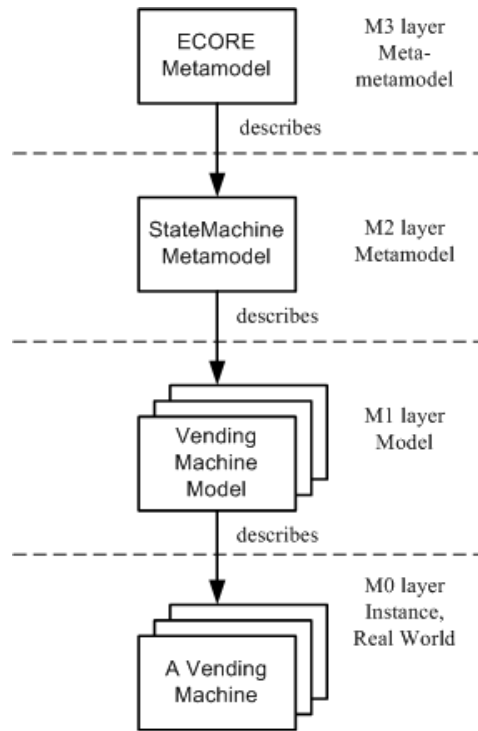 ECORE
Metamodel
M3 layer
Meta-
metamodel
describes
StateMachine
Metamodel
M2 layer
Metamodel
describes
Vending
Machine
Model
M1 layer
Model
describes
M0 layer
Instance,
Real World
A Vending
Machine